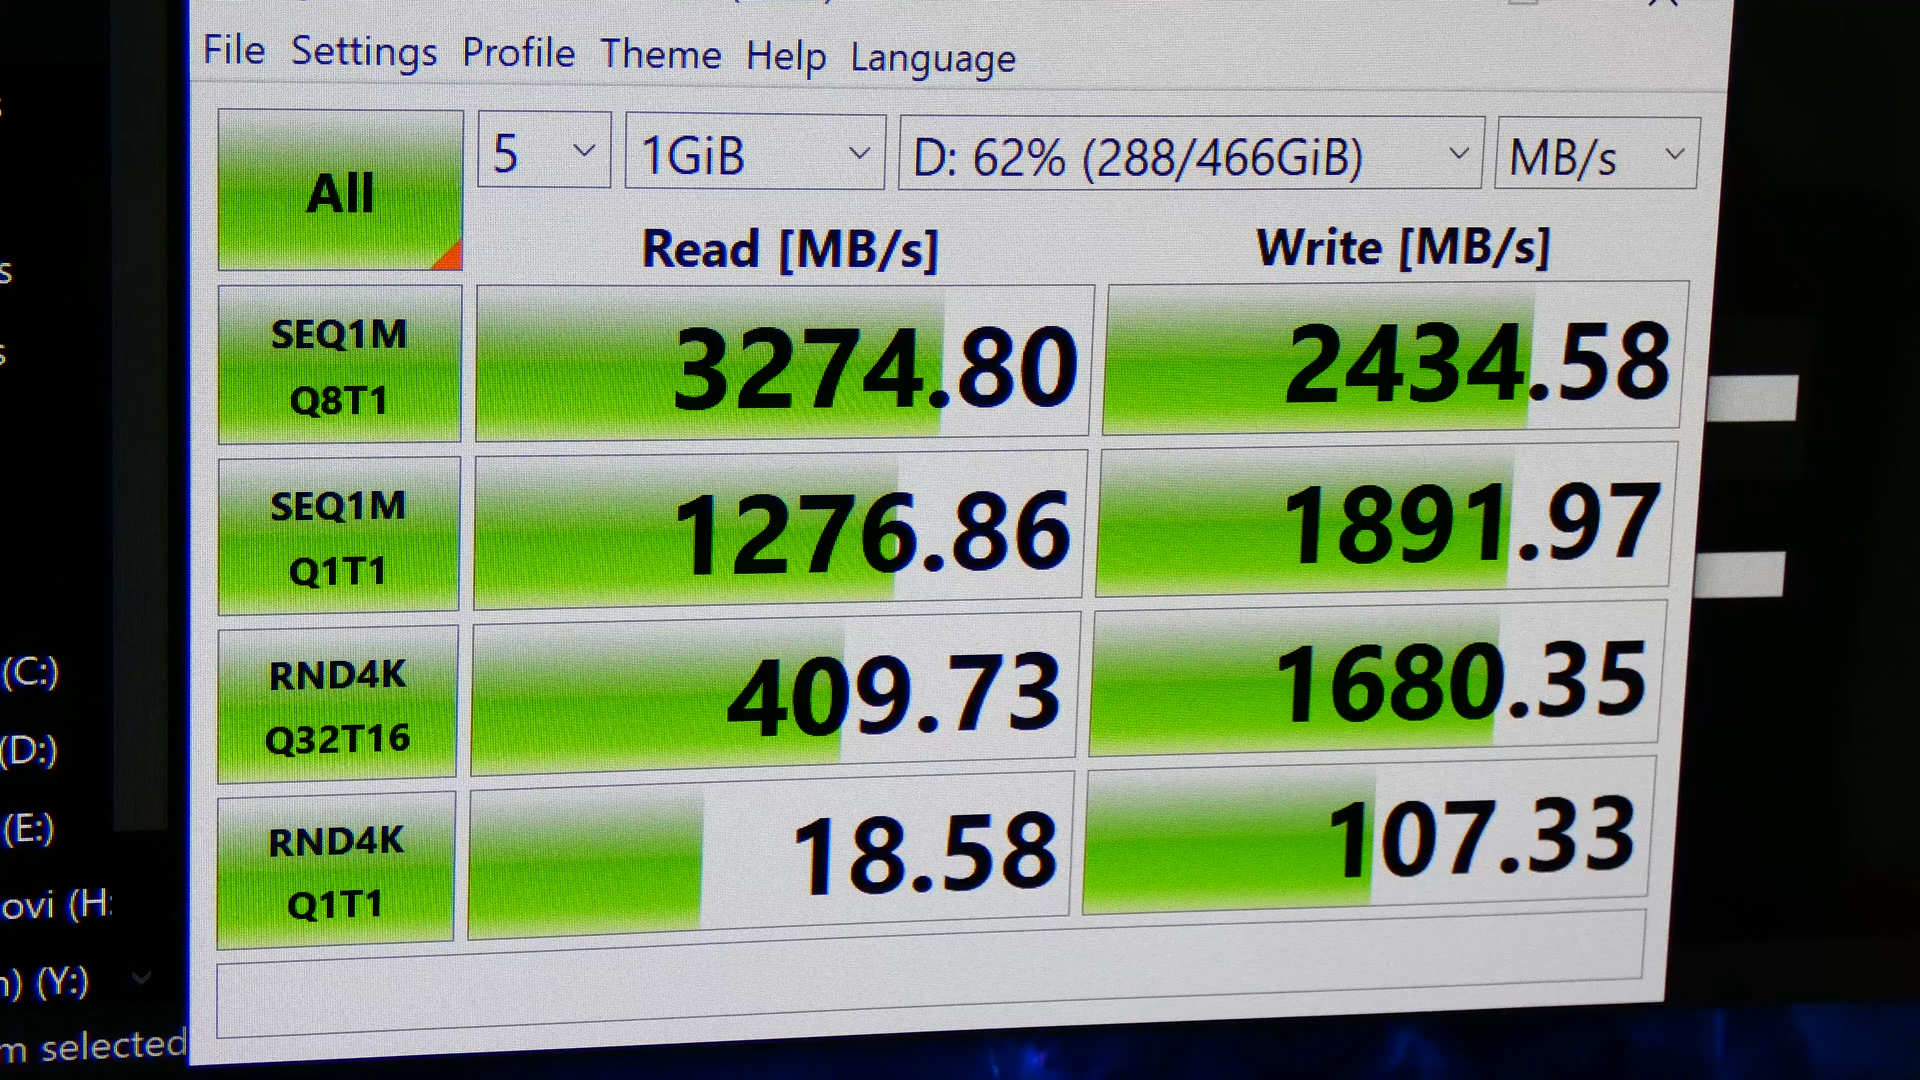 File Settings Profile Theme Help Language
All 5 1GiB D: 62% (288/466GiB) MB/s
Read [MB/s] Write [MB/s]
SEQ1M
Q8T1
3274.80 2434.58
SEQ1M
Q1T1
1276.86 1891.97
RND4K
Q32T16
409.73 1680.35
RND4K
Q1T1
18.58 107.33
s
s
(C:)
(D:)
(E:)
ovi (H:
) (Y:)
m selected